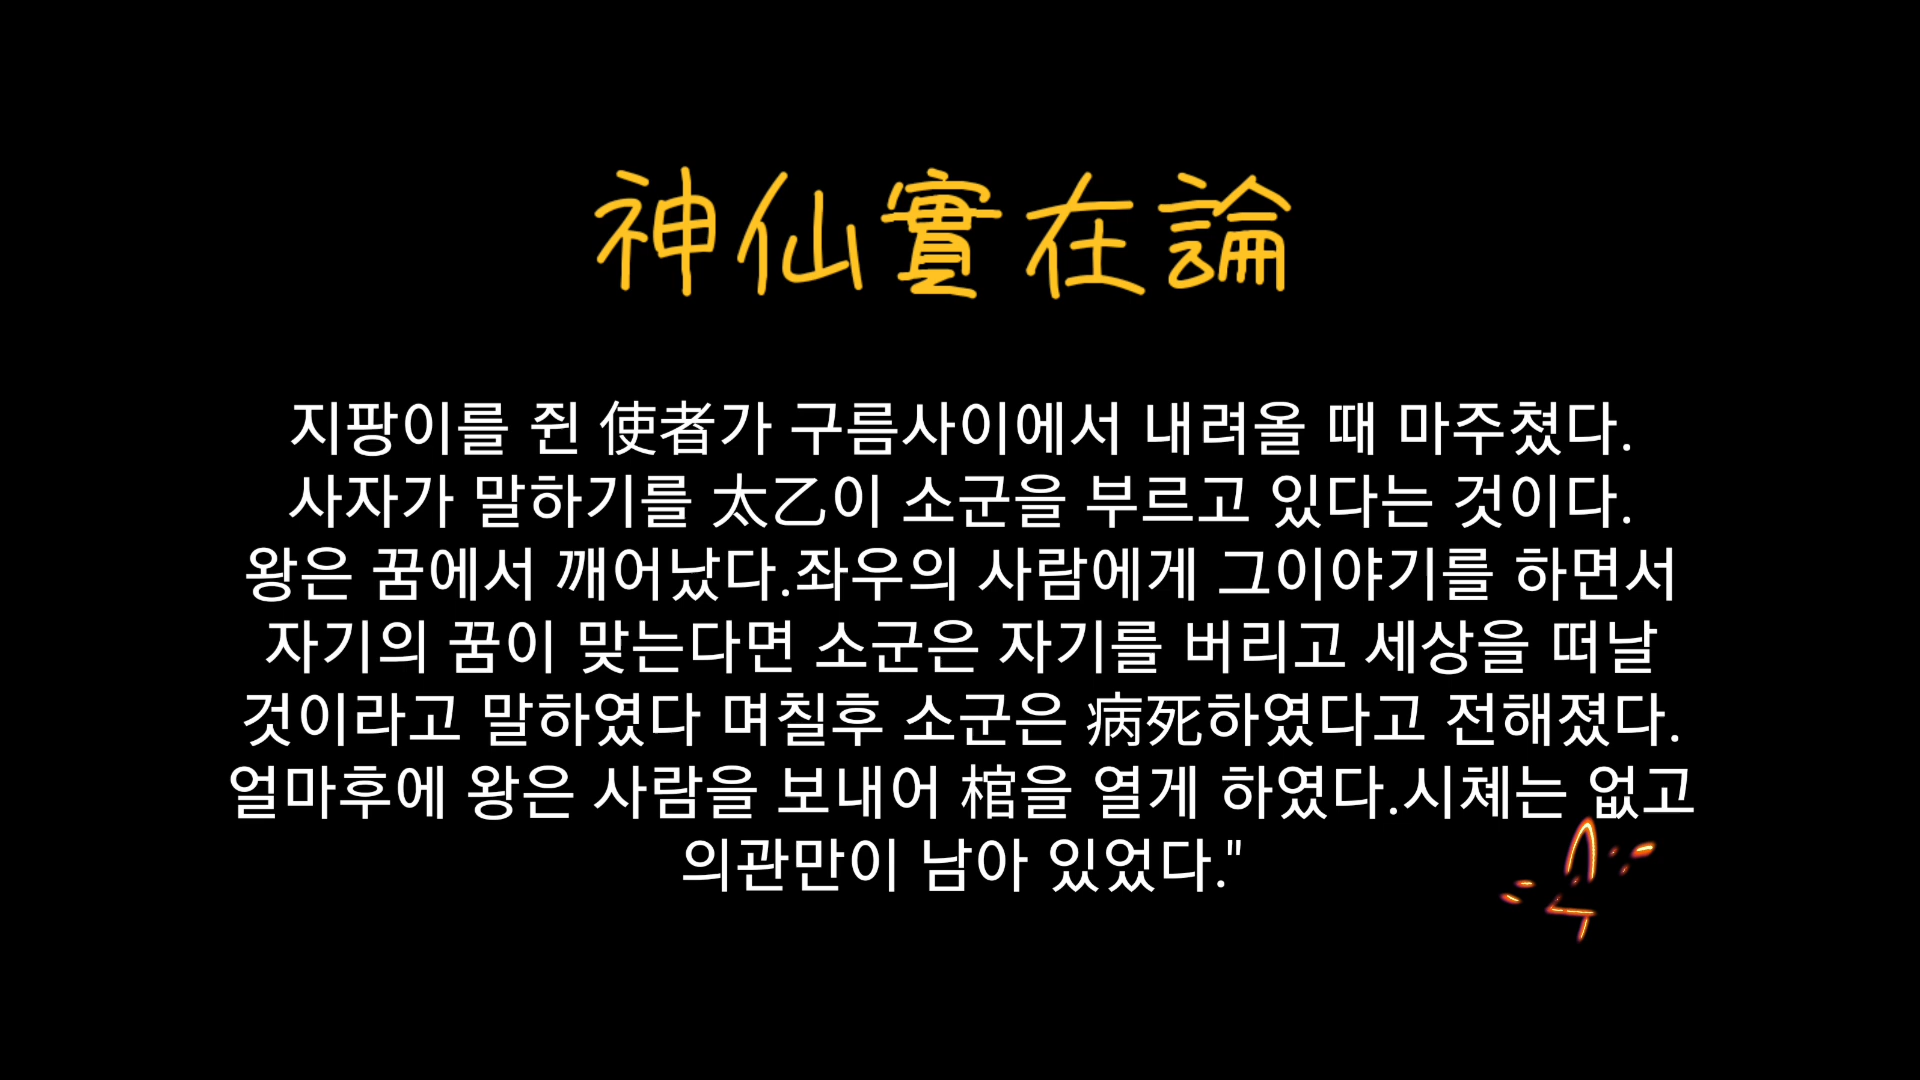 神仙實在論
지팡이를 쥔 使者가 구름사이에서 내려올 때 마주쳤다.
사자가 말하기를 太乙이 소군을 부르고 있다는 것이다.
왕은 꿈에서 깨어났다.좌우의 사람에게 그이야기를 하면서
자기의 꿈이 맞는다면 소군은 자기를 버리고 세상을 떠날
것이라고 말하였다 며칠후 소군은 病死하였다고 전해졌다.
얼마후에 왕은 사람을 보내어 棺을 열게 하였다.시체는 없고
의관만이 남아 있었다."